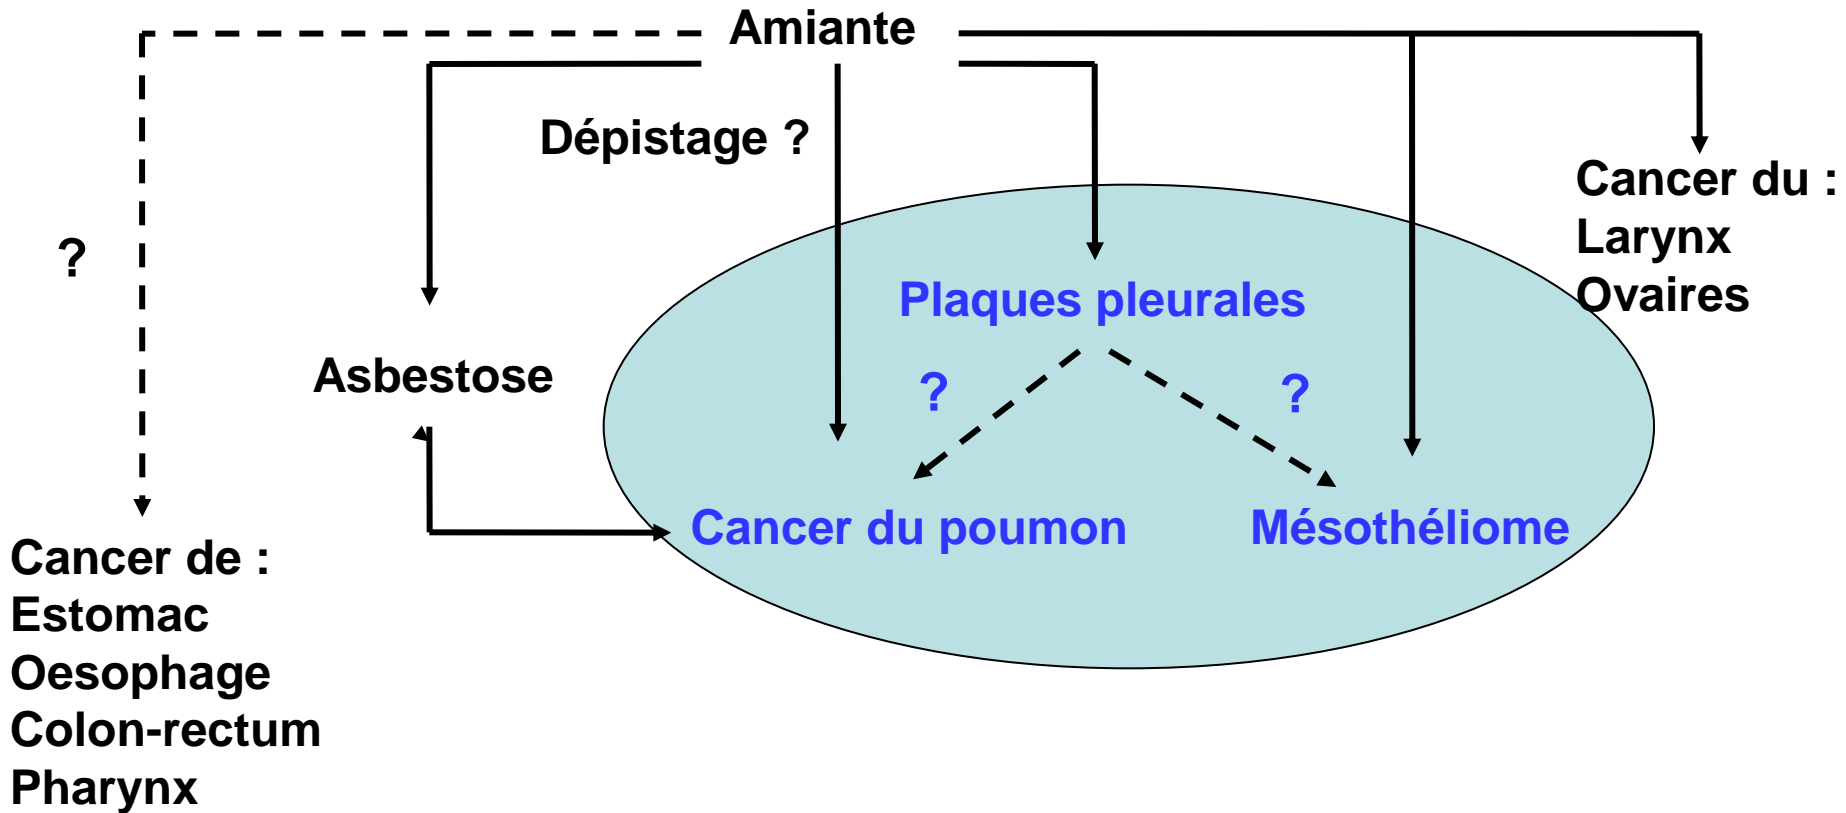 Amiante
Dépistage ?
Cancer du :
Larynx
Ovaires
?
Plaques pleurales
Asbestose
?
?
Cancer du poumon
Mésothéliome
Cancer de :
Estomac
Oesophage
Colon-rectum
Pharynx